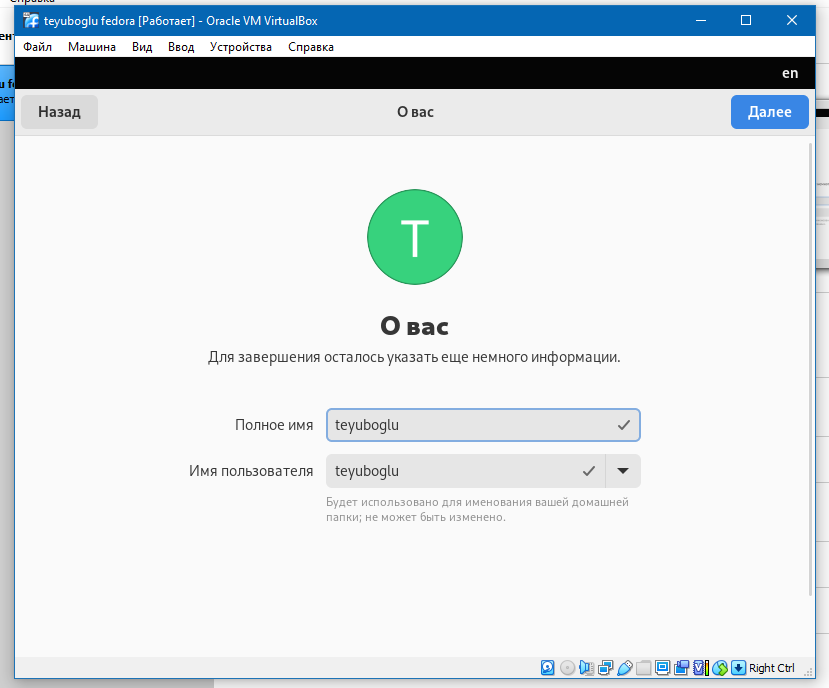 Справка
teyuboglu fedora [Работает] - Oracle VM VirtualBox
Файл Машина Вид Ввод Устройства Справка
en
Назад О вас Далее
T
О вас
Для завершения осталось указать еще немного информации.
Полное имя teyuboglu
Имя пользователя teyuboglu
Будет использовано для именования вашей домашней
папки; не может быть изменено.
Right Ctrl